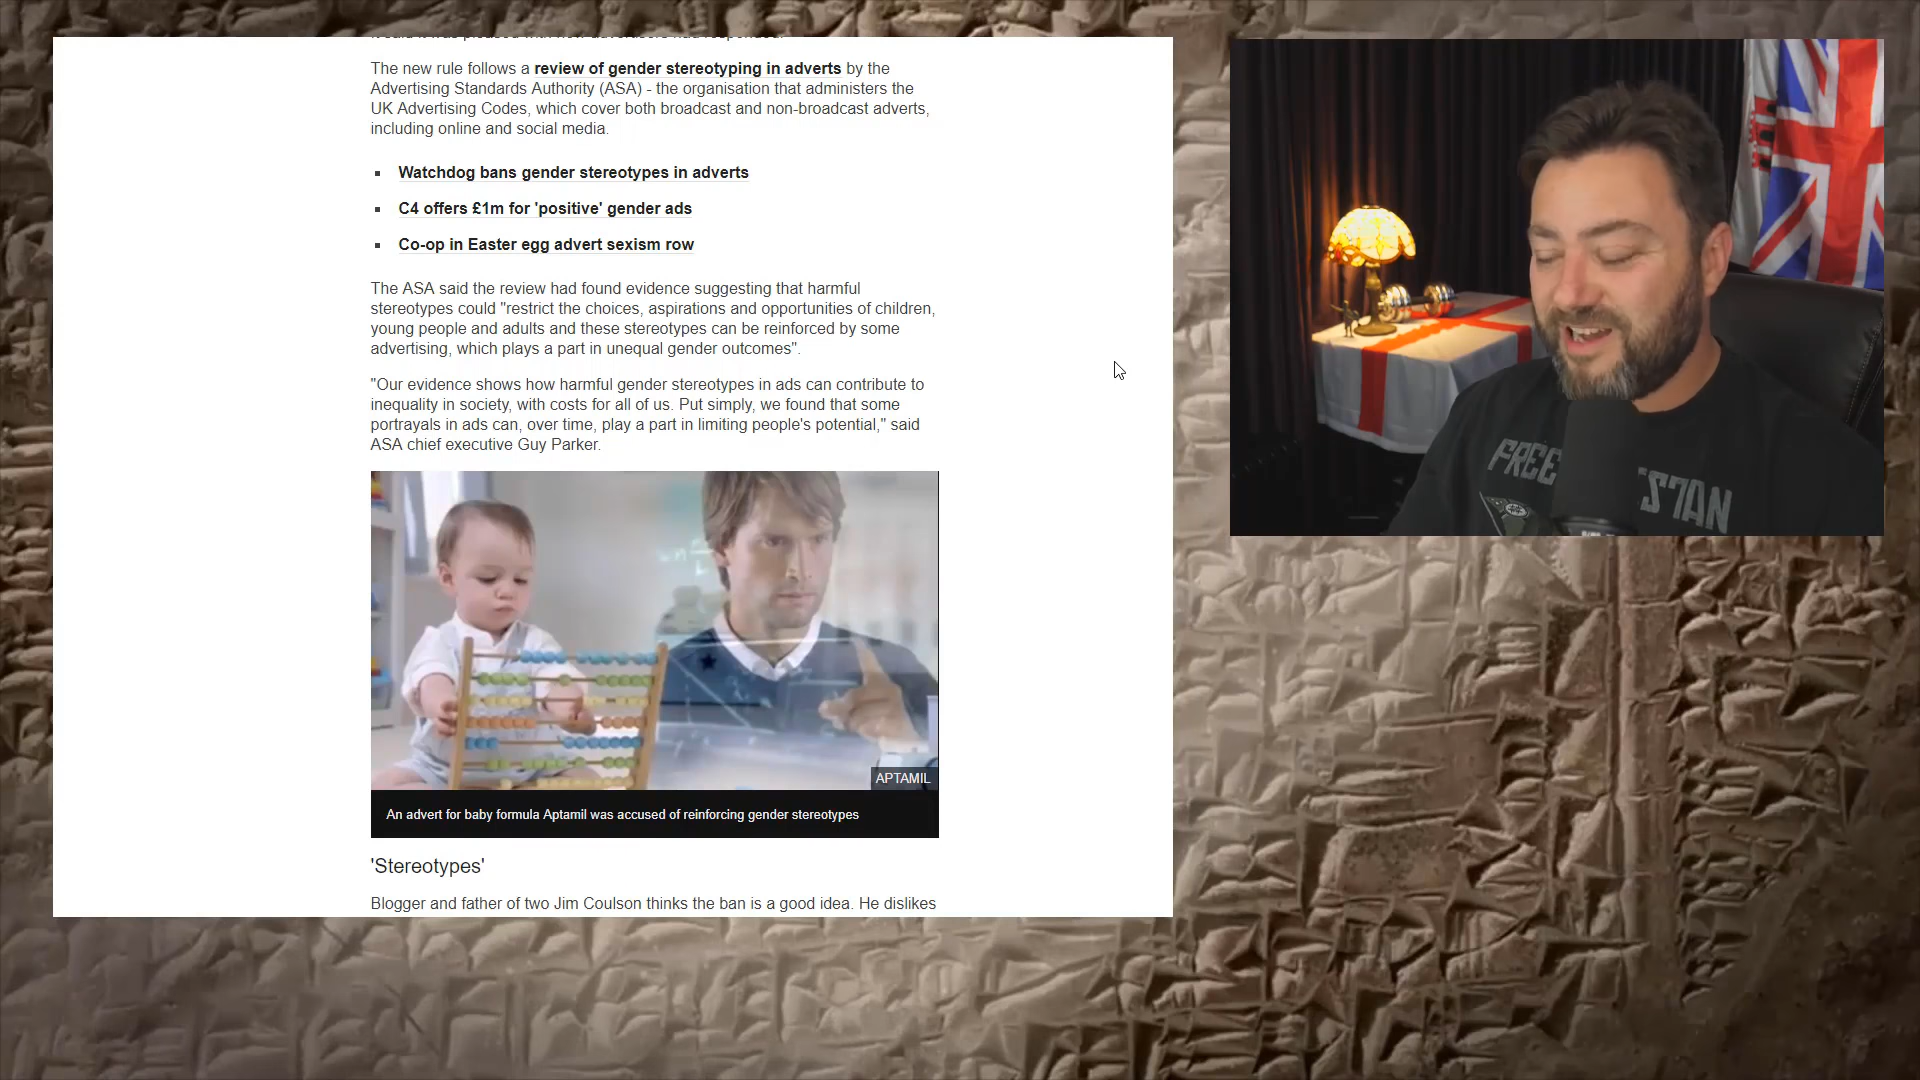 The new rule follows a review of gender stereotyping in adverts by the
Advertising Standards Authority (ASA) - the organisation that administers the
UK Advertising Codes, which cover both broadcast and non-broadcast adverts,
including online and social media.
Watchdog bans gender stereotypes in adverts
C4 offers £1m for 'positive' gender ads
Co-op in Easter egg advert sexism row
The ASA said the review had found evidence suggesting that harmful
stereotypes could "restrict the choices, aspirations and opportunities of children,
young people and adults and these stereotypes can be reinforced by some
advertising, which plays a part in unequal gender outcomes".
"Our evidence shows how harmful gender stereotypes in ads can contribute to
inequality in society, with costs for all of us. Put simply, we found that some
portrayals in ads can, over time, play a part in limiting people's potential," said
ASA chief executive Guy Parker.
APTAMIL
An advert for baby formula Aptamil was accused of reinforcing gender stereotypes
'Stereotypes'
Blogger and father of two Jim Coulson thinks the ban is a good idea. He dislikes
FREE